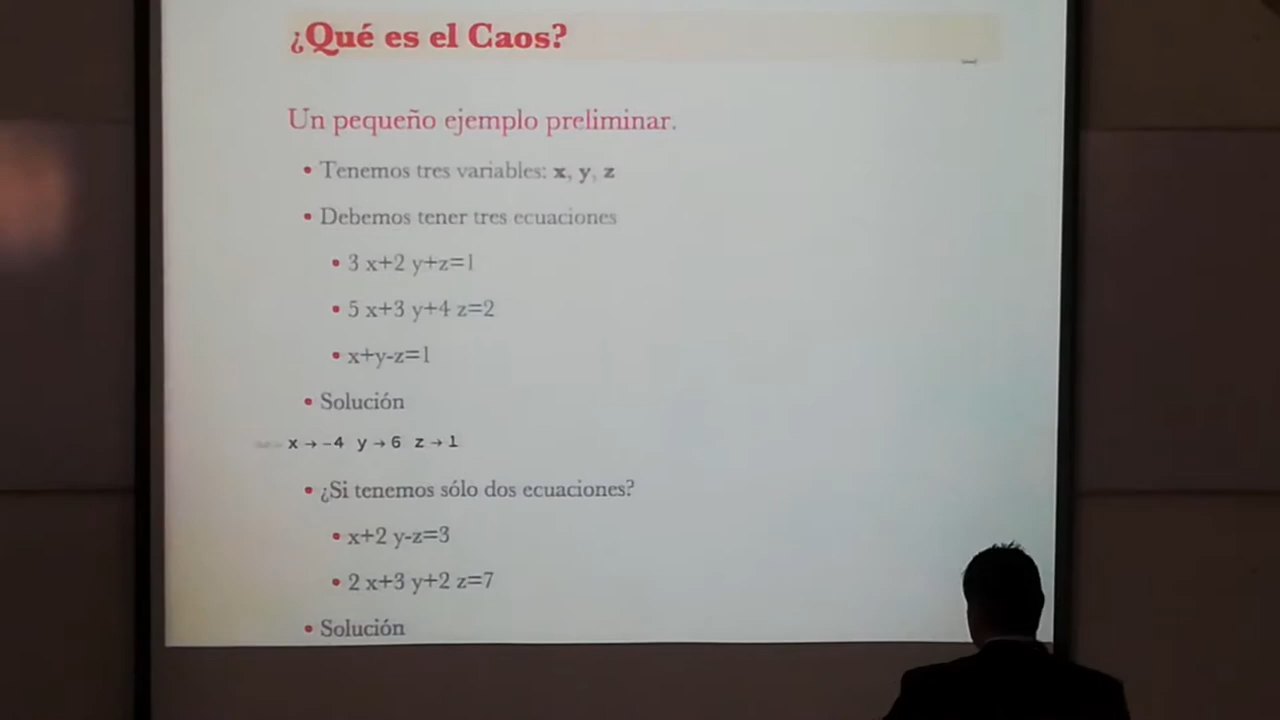 ¿Qué es el Caos?
Un pequeño ejemplo preliminar.
• Tenemos tres variables: x, y, z
• Debemos tener tres ecuaciones
• 3 x+2 y+z=1
• 5 x+3 y+4 z=2
• x+y-z=1
• Solución
x → -4 y → 6 z → 1
• ¿Si tenemos sólo dos ecuaciones?
• x+2 y-z=3
• 2 x+3 y+2 z=7
• Solución